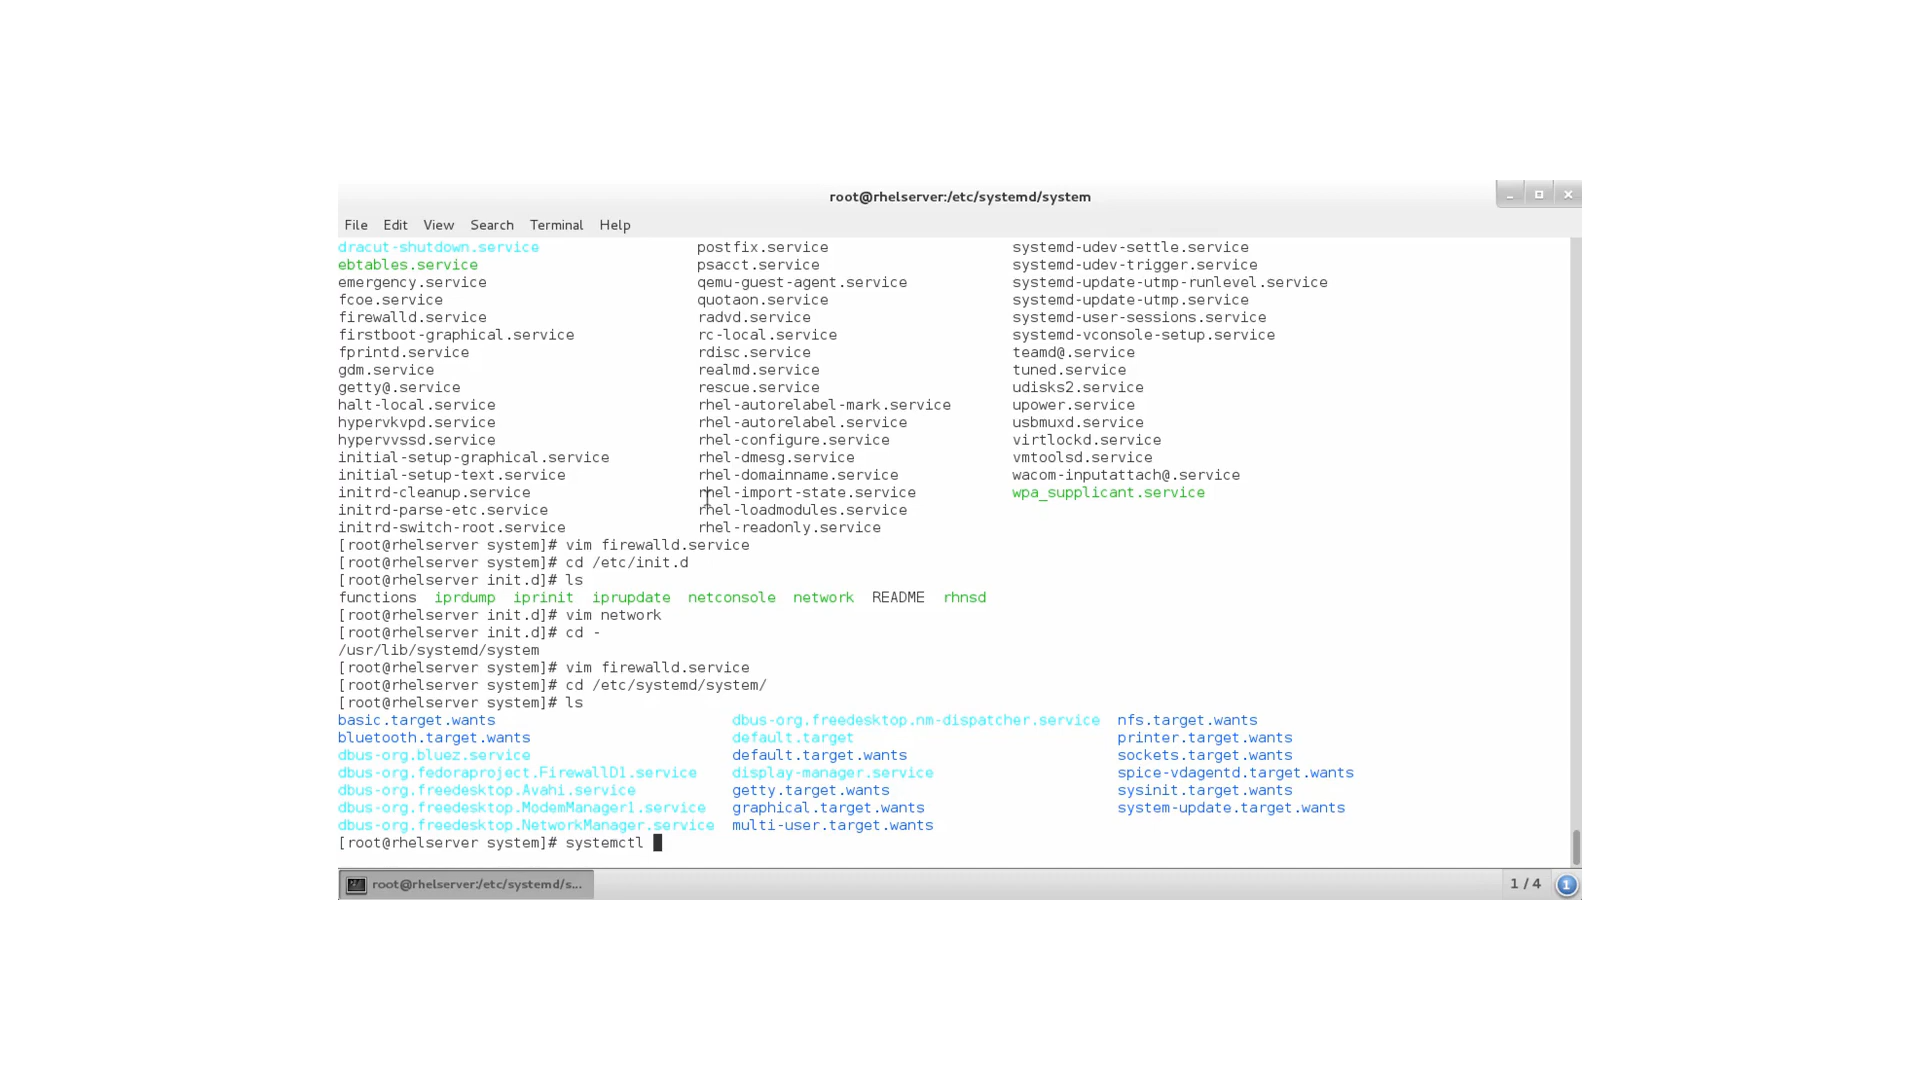 root@rhelserver:/etc/systemd/system
File Edit View Search Terminal Help
dracut-shutdown.service postfix.service systemd-udev-settle.service
ebtables.service psacct.service systemd-udev-trigger.service
emergency.service qemu-guest-agent.service systemd-update-utmp-runlevel.service
fcoe.service quotaon.service systemd-update-utmp.service
firewalld.service radvd.service systemd-user-sessions.service
firstboot-graphical.service rc-local.service systemd-vconsole-setup.service
fprintd.service rdisc.service teamd@.service
gdm.service realmd.service tuned.service
getty@.service rescue.service udisks2.service
halt-local.service rhel-autorelabel-mark.service upower.service
hypervkvpd.service rhel-autorelabel.service usbmuxd.service
hypervvssd.service rhel-configure.service virtlockd.service
initial-setup-graphical.service rhel-dmesg.service vmtoolsd.service
initial-setup-text.service rhel-domainname.service wacom-inputattach@.service
initrd-cleanup.service rhel-import-state.service wpa_supplicant.service
initrd-parse-etc.service rhel-loadmodules.service
initrd-switch-root.service rhel-readonly.service
[root@rhelserver system]# vim firewalld.service
[root@rhelserver system]# cd /etc/init.d
[root@rhelserver init.d]# ls
functions iprdump iprinit iprupdate netconsole network README rhnsd
[root@rhelserver init.d]# vim network
[root@rhelserver init.d]# cd -
/usr/lib/systemd/system
[root@rhelserver system]# vim firewalld.service
[root@rhelserver system]# cd /etc/systemd/system/
[root@rhelserver system]# ls
basic.target.wants dbus-org.freedesktop.nm-dispatcher.service nfs.target.wants
bluetooth.target.wants default.target printer.target.wants
dbus-org.bluez.service default.target.wants sockets.target.wants
dbus-org.fedoraproject.FirewallD1.service display-manager.service spice-vdagentd.target.wants
dbus-org.freedesktop.Avahi.service getty.target.wants sysinit.target.wants
dbus-org.freedesktop.ModemManager1.service graphical.target.wants system-update.target.wants
dbus-org.freedesktop.NetworkManager.service multi-user.target.wants
[root@rhelserver system]# systemctl
root@rhelserver:/etc/systemd/s... 1 / 4 1